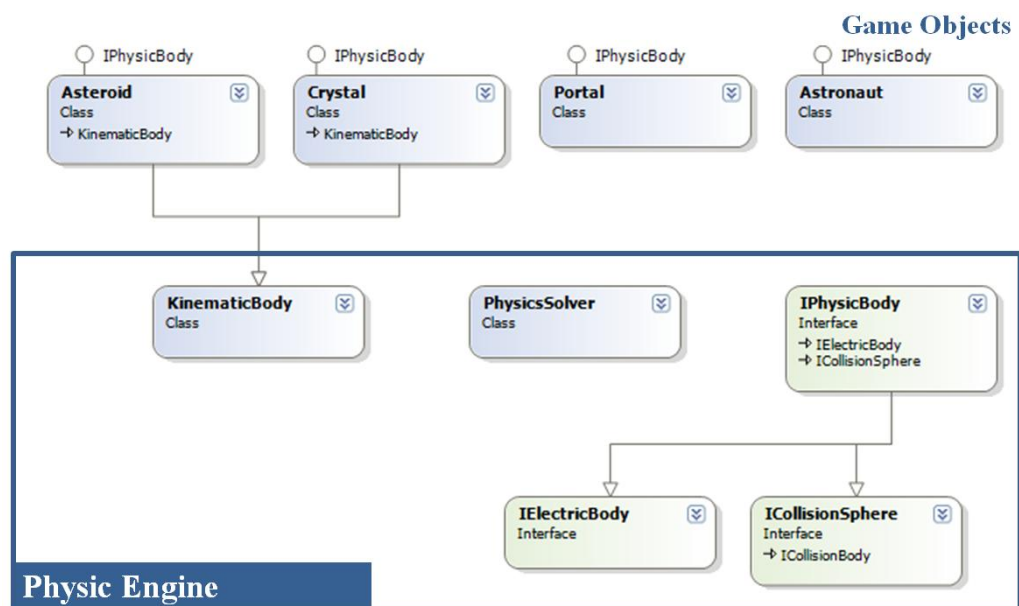 Game Objects
IPhysicBody
IPhysicBody
IPhysicBody
IPhysicBody
Asteroid
Class
KinematicBody
Crystal
Class
KinematicBody
Portal
Class
Astronaut
Class
KinematicBody
Class
PhysicsSolver
Class
IPhysicBody
Interface
IElectricBody
ICollisionSphere
IElectricBody
Interface
ICollisionSphere
Interface
ICollisionBody
Physic Engine